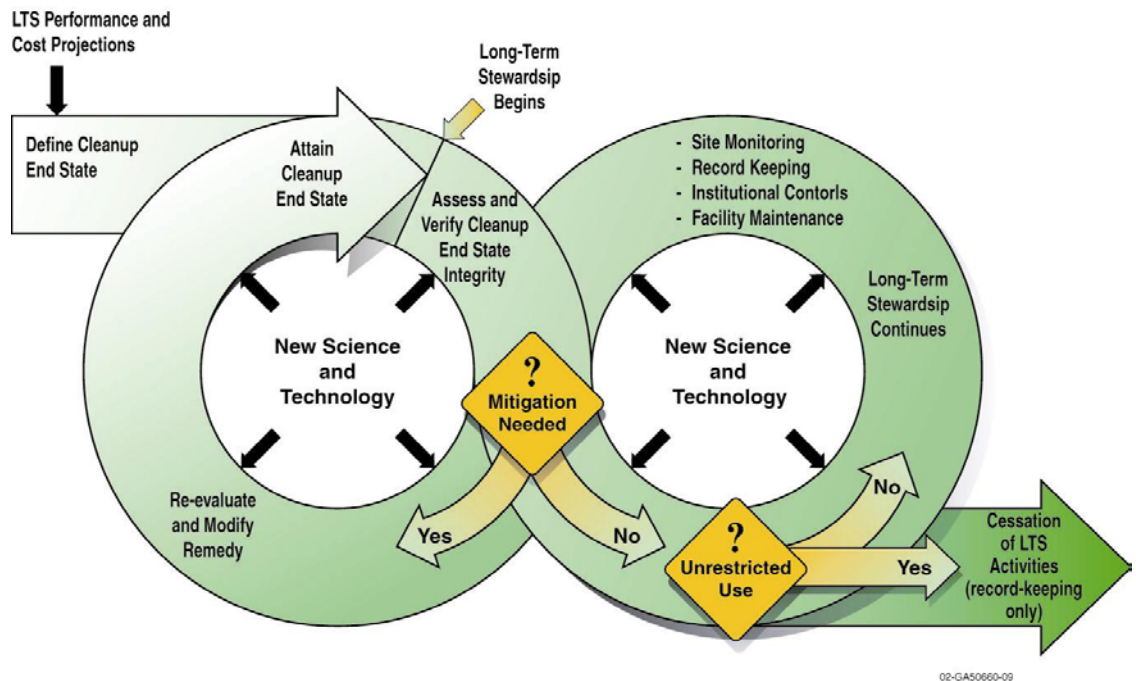 LTS Performance and
Cost Projections
Long-Term
Stewardsip
Begins
Define Cleanup
End State
Attain
Cleanup
End State
Assess and
Verify Cleanup
End State
Integrity
- Site Monitoring
- Record Keeping
- Institutional Contorls
- Facility Maintenance
Long-Term
Stewardsip
Continues
New Science
and
Technology
New Science
and
Technology
?
Mitigation
Needed
Re-evaluate
and Modify
Remedy
Yes
No
?
Unrestricted
Use
No
Yes
Cessation
of LTS
Activities
(record-keeping
only)
02-GA50660-09